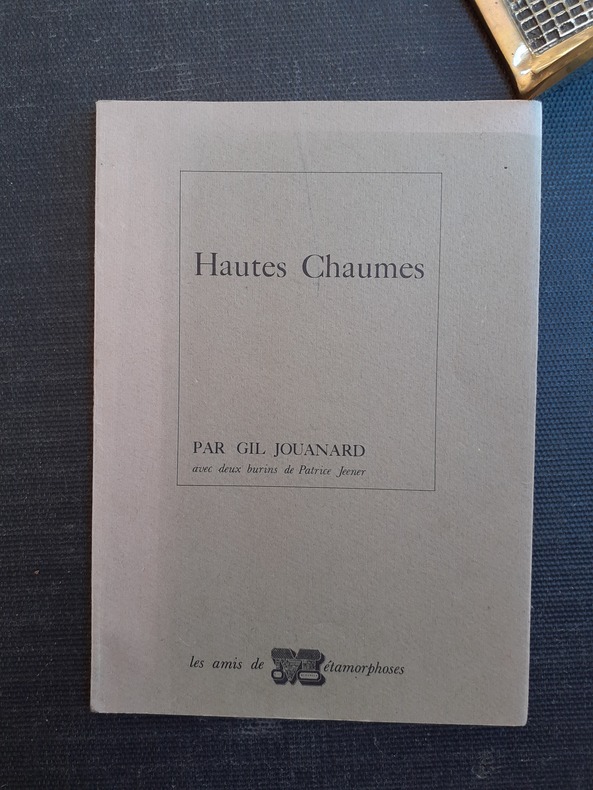 Hautes Chaumes
PAR GIL JOUANARD
avec deux burins de Patrice Jeener
les amis de Métamorphoses